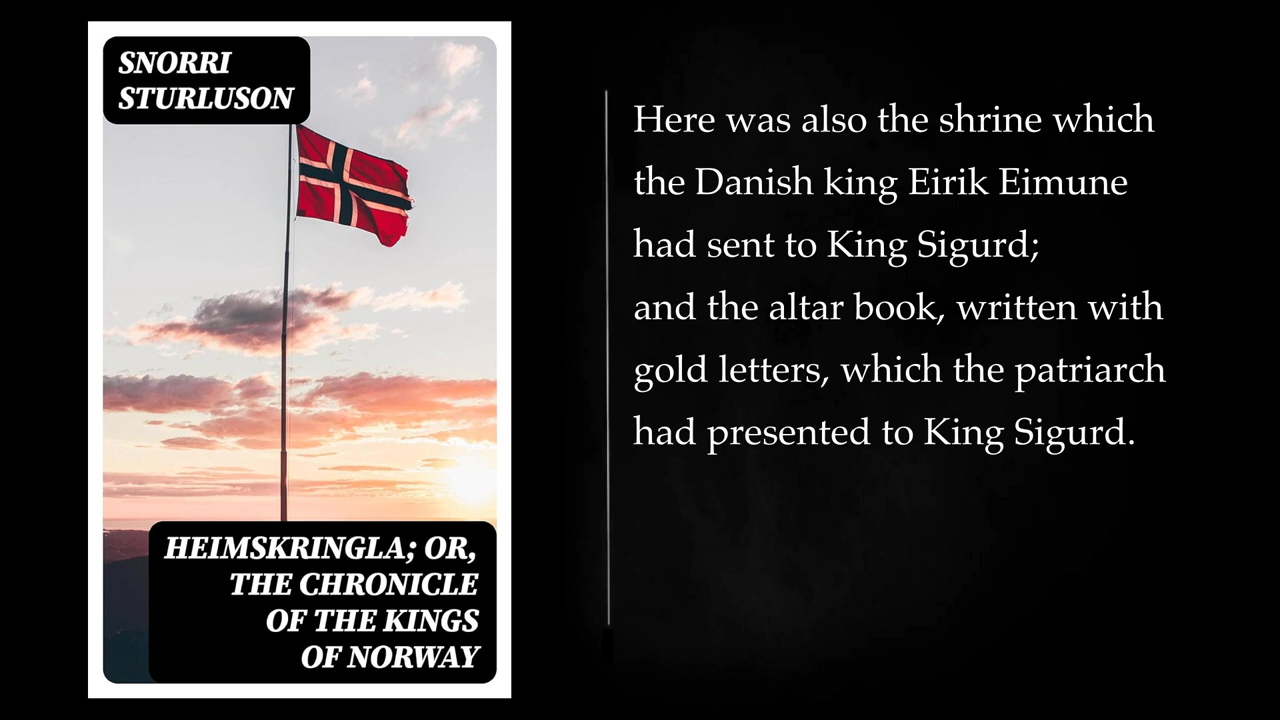 SNORRI
STURLUSON
HEIMSKRINGLA; OR,
THE CHRONICLE
OF THE KINGS
OF NORWAY
Here was also the shrine which
the Danish king Eirik Eimune
had sent to King Sigurd;
and the altar book, written with
gold letters, which the patriarch
had presented to King Sigurd.